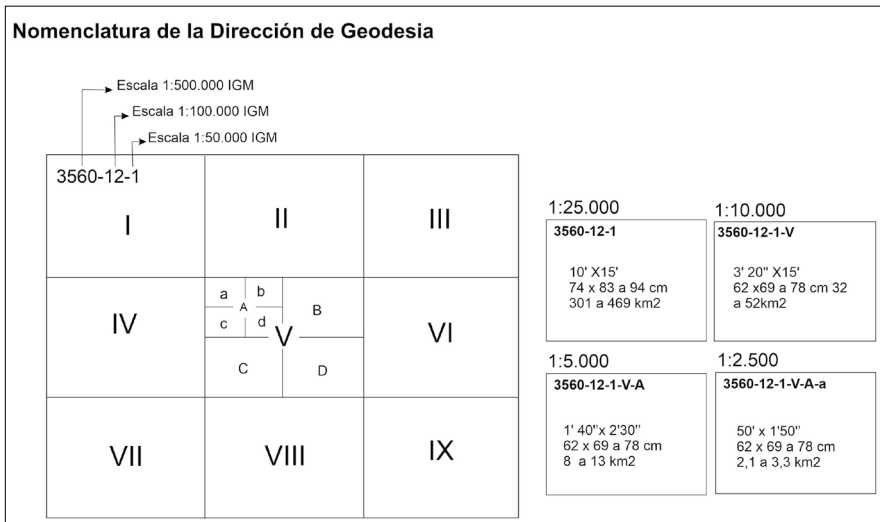 Nomenclatura de la Dirección de Geodesia
Escala 1:500.000 IGM
Escala 1:100.000 IGM
Escala 1:50.000 IGM
3560-12-1
I
II
III
IV
a
b
A
c
d
B
V
C
D
VI
VII
VIII
IX
1:25.000
3560-12-1
10' X15'
74 x 83 a 94 cm
301 a 469 km2
1:10.000
3560-12-1-V
3' 20" X15'
62 x69 a 78 cm 32
a 52km2
1:5.000
3560-12-1-V-A
1' 40"x 2'30"
62 x 69 a 78 cm
8 a 13 km2
1:2.500
3560-12-1-V-A-a
50' x 1'50"
62 x 69 a 78 cm
2,1 a 3,3 km2